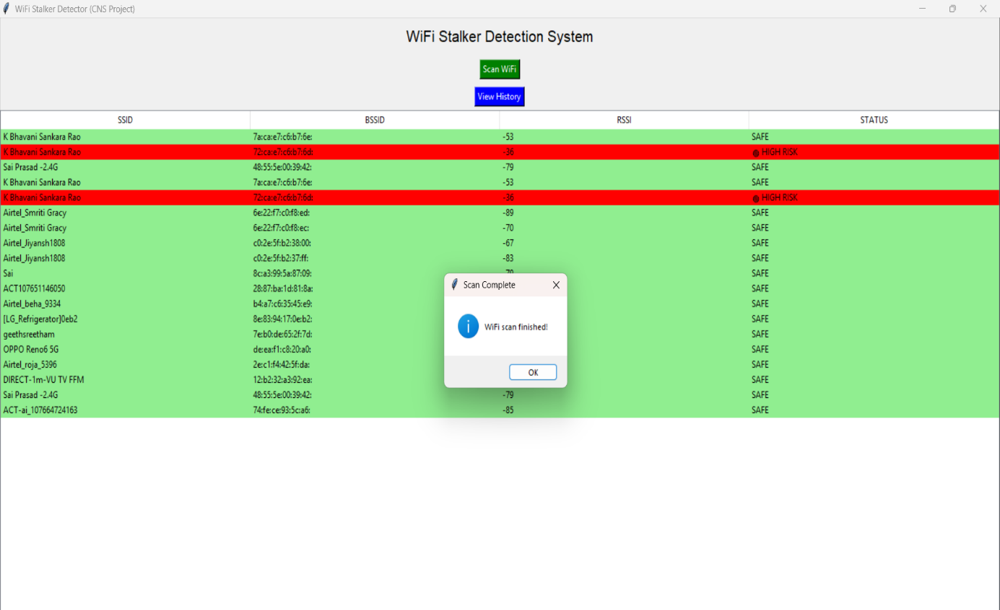 WiFi Stalker Detector (CNS Project)
WiFi Stalker Detection System
Scan WiFi
View History
SSID BSSID RSSI STATUS
K Bhavani Sankara Rao 7a:ca:e7:c6:b7:6e: -53 SAFE
K Bhavani Sankara Rao 72:ca:e7:c6:b7:6d: -36 HIGH RISK
Sai Prasad -2.4G 48:55:5e:00:39:42: -79 SAFE
K Bhavani Sankara Rao 7a:ca:e7:c6:b7:6e: -53 SAFE
K Bhavani Sankara Rao 72:ca:e7:c6:b7:6d: -36 HIGH RISK
Airtel_Smriti Gracy 6e:22:f7:c0:f8:ed: -89 SAFE
Airtel_Smriti Gracy 6e:22:f7:c0:f8:ec: -70 SAFE
Airtel_Jiyansh1808 c0:2e:5f:b2:38:00: -67 SAFE
Airtel_Jiyansh1808 c0:2e:5f:b2:37:ff: -83 SAFE
Sai 8c:a3:99:5a:87:09: SAFE
ACT107651146050 28:87:ba:1d:81:8a: SAFE
Airtel_beha_9334 b4:a7:c6:35:45:e9: SAFE
[LG_Refrigerator]0eb2 8e:83:94:17:0e:b2: SAFE
geethsreetham 7e:b0:de:65:2f:7d: SAFE
OPPO Reno6 5G de:ea:f1:c8:20:a0: SAFE
Airtel_roja_5396 2e:c1:f4:42:5f:da: SAFE
DIRECT-1m-VU TV FFM 12:b2:32:a3:92:ea: SAFE
Sai Prasad -2.4G 48:55:5e:00:39:42: -79 SAFE
ACT-ai_107664724163 74:fe:ce:93:5c:a6: -85 SAFE
Scan Complete
WiFi scan finished!
OK